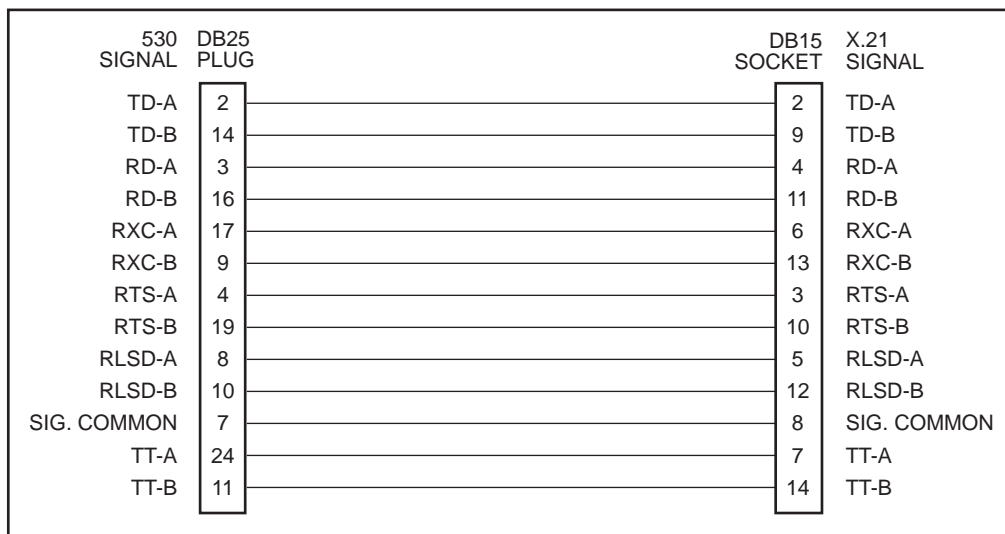 530 DB25 DB15 X.21
SIGNAL PLUG SOCKET SIGNAL
TD-A 2 2 TD-A
TD-B 14 9 TD-B
RD-A 3 4 RD-A
RD-B 16 11 RD-B
RXC-A 17 6 RXC-A
RXC-B 9 13 RXC-B
RTS-A 4 3 RTS-A
RTS-B 19 10 RTS-B
RLSD-A 8 5 RLSD-A
RLSD-B 10 12 RLSD-B
SIG. COMMON 7 8 SIG. COMMON
TT-A 24 7 TT-A
TT-B 11 14 TT-B